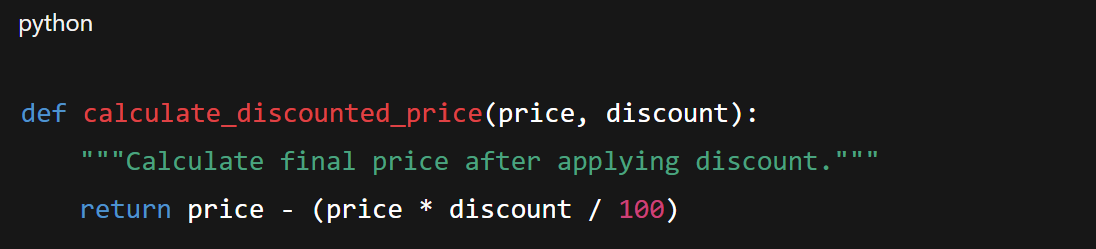 python
def calculate_discounted_price(price, discount):
    """Calculate final price after applying discount."""
    return price - (price * discount / 100)